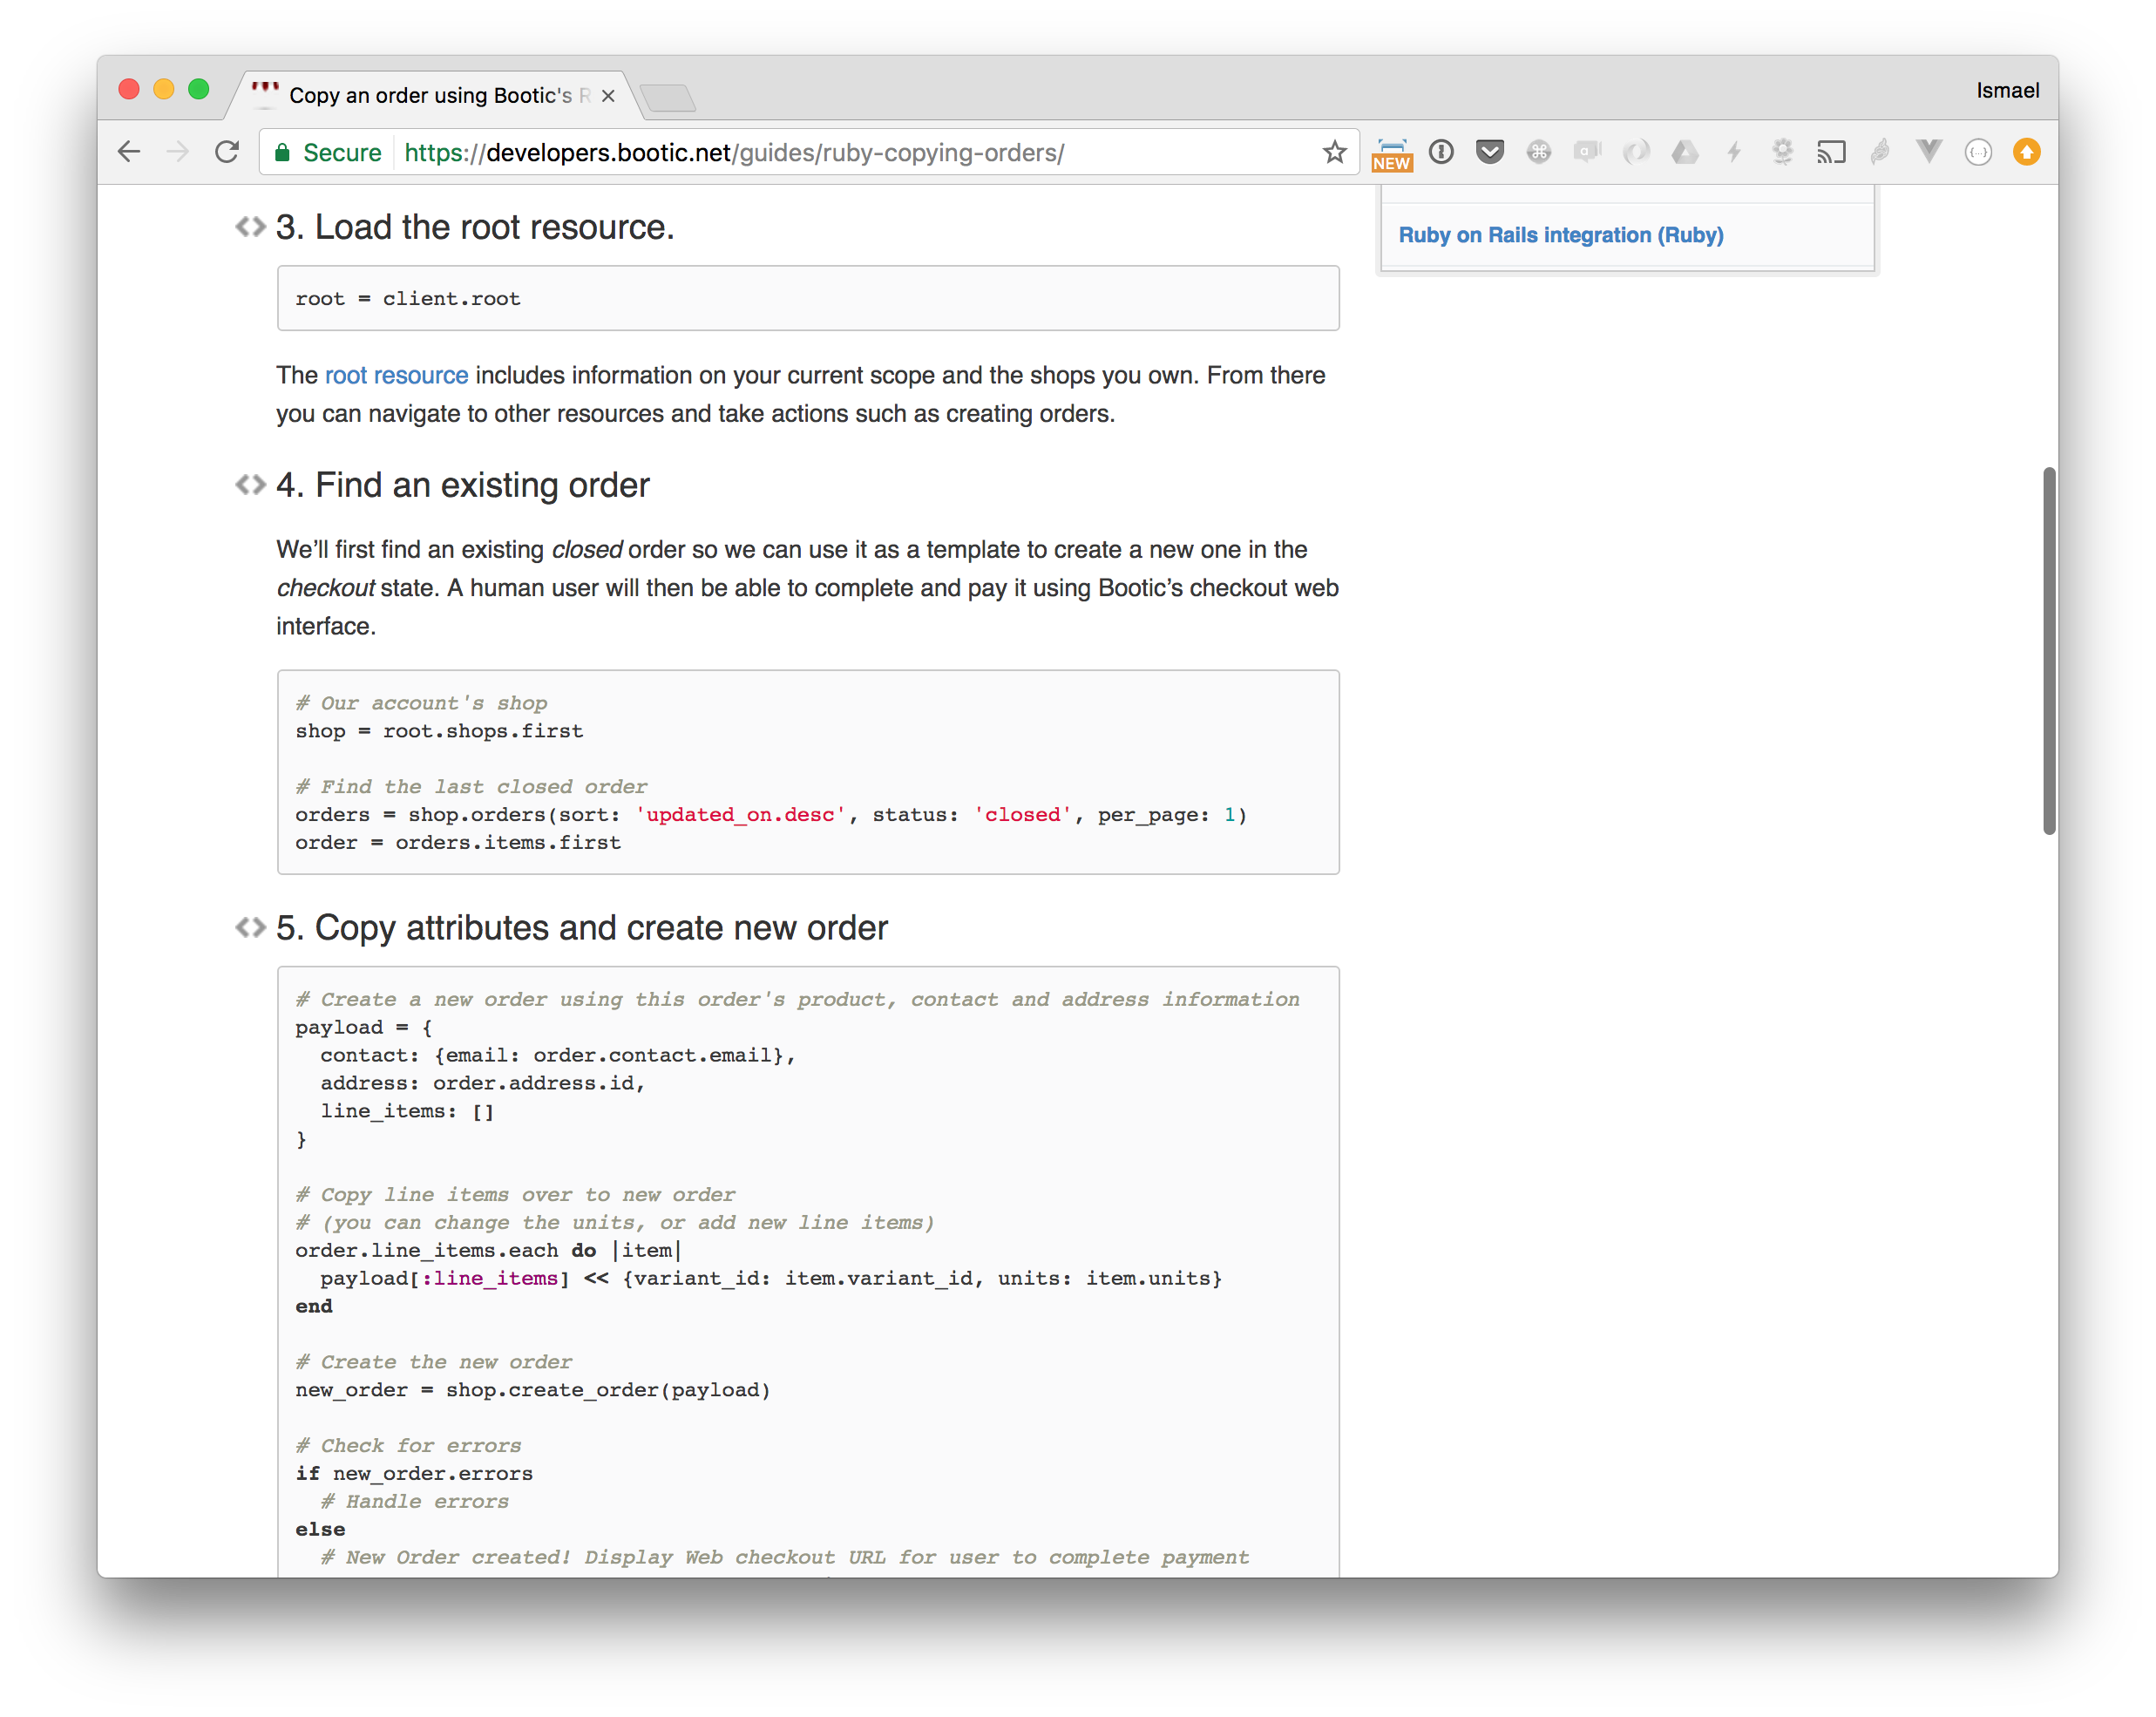 Copy an order using Bootic's R
Ismael
Secure https://developers.bootic.net/guides/ruby-copying-orders/
NEW
3. Load the root resource.
root = client.root
The root resource includes information on your current scope and the shops you own. From there
you can navigate to other resources and take actions such as creating orders.
Ruby on Rails integration (Ruby)
4. Find an existing order
We’ll first find an existing closed order so we can use it as a template to create a new one in the
checkout state. A human user will then be able to complete and pay it using Bootic’s checkout web
interface.
# Our account's shop
shop = root.shops.first
# Find the last closed order
orders = shop.orders(sort: 'updated_on.desc', status: 'closed', per_page: 1)
order = orders.items.first
5. Copy attributes and create new order
# Create a new order using this order's product, contact and address information
payload = {
  contact: {email: order.contact.email},
  address: order.address.id,
  line_items: []
}
# Copy line items over to new order
# (you can change the units, or add new line items)
order.line_items.each do |item|
  payload[:line_items] << {variant_id: item.variant_id, units: item.units}
end
# Create the new order
new_order = shop.create_order(payload)
# Check for errors
if new_order.errors
  # Handle errors
else
  # New Order created! Display Web checkout URL for user to complete payment